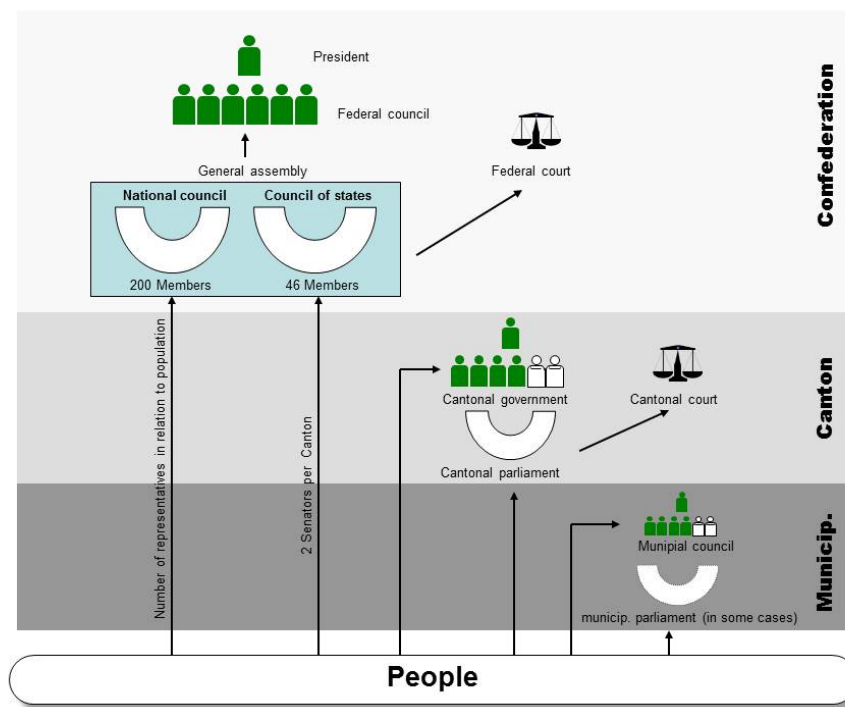 President
Federal council
General assembly
National council
Council of states
200 Members
46 Members
Federal court
Confederation
Number of representatives in relation to population
2 Senators per Canton
Cantonal government
Cantonal parliament
Cantonal court
Canton
Munipial council
municip. parliament (in some cases)
Municip.
People